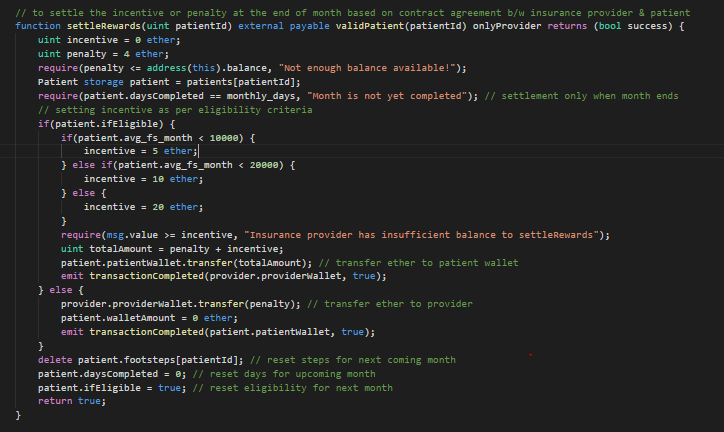 // to settle the incentive or penalty at the end of month based on contract agreement b/w insurance provider & patient
function settleRewards(uint patientId) external payable validPatient(patientId) onlyProvider returns (bool success) {
    uint incentive = 0 ether;
    uint penalty = 4 ether;
    require(penalty <= address(this).balance, "Not enough balance available!");
    Patient storage patient = patients[patientId];
    require(patient.daysCompleted == monthly_days, "Month is not yet completed"); // settlement only when month ends
    // setting incentive as per eligibility criteria
    if(patient.ifEligible) {
        if(patient.avg_fs_month < 10000) {
            incentive = 5 ether;
        } else if(patient.avg_fs_month < 20000) {
            incentive = 10 ether;
        } else {
            incentive = 20 ether;
        }
        require(msg.value >= incentive, "Insurance provider has insufficient balance to settleRewards");
        uint totalAmount = penalty + incentive;
        patient.patientWallet.transfer(totalAmount); // transfer ether to patient wallet
        emit transactionCompleted(provider.providerWallet, true);
    } else {
        provider.providerWallet.transfer(penalty); // transfer ether to provider
        patient.walletAmount = 0 ether;
        emit transactionCompleted(patient.patientWallet, true);
    }
    delete patient.footsteps[patientId]; // reset steps for next coming month
    patient.daysCompleted = 0; // reset days for upcoming month
    patient.ifEligible = true; // reset eligibility for next month
    return true;
}